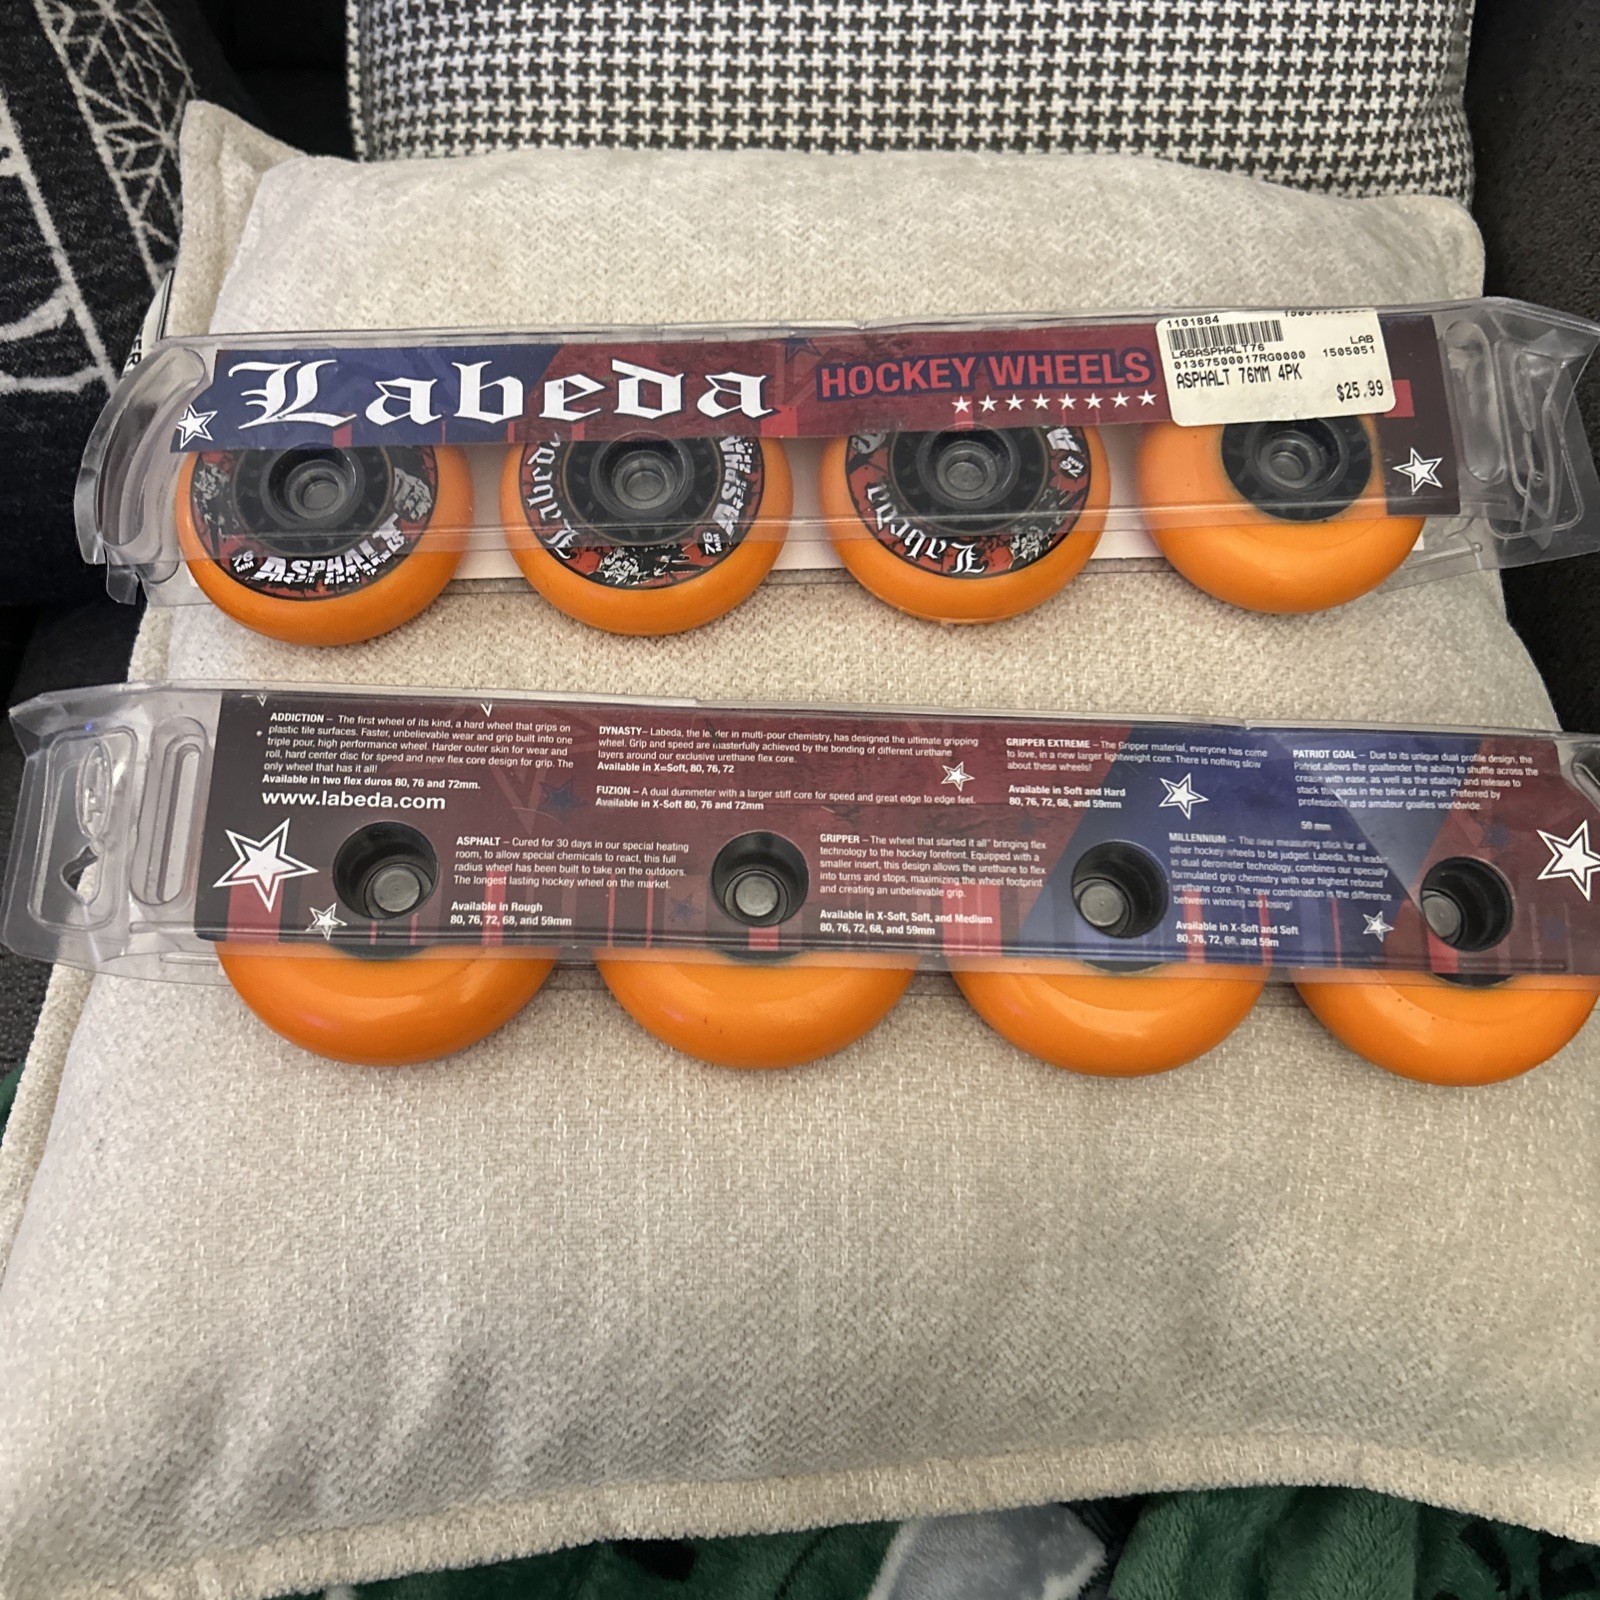 Labeda
HOCKEY WHEELS
1101884
LABASPHALT76
LAB
01367500017RG0000
1505051
ASPHALT 76MM 4PK
$25.99
76
MM
ASPHALT
Labeda
76
MM
ASPHALT
Labeda
ADDICTION – The first wheel of its kind, a hard wheel that grips on
plastic tile surfaces. Faster, unbelievable wear and grip built into one
triple pour, high performance wheel. Harder outer skin for wear and
roll, hard center disc for speed and new flex core design for grip. The
only wheel that has it all!
Available in two flex duros 80, 76 and 72mm.
www.labeda.com
DYNASTY– Labeda, the leader in multi-pour chemistry, has designed the ultimate gripping
wheel. Grip and speed are masterfully achieved by the bonding of different urethane
layers around our exclusive urethane flex core.
Available in X=Soft, 80, 76, 72
FUZION – A dual durnmeter with a larger stiff core for speed and great edge to edge feel.
Available in X-Soft 80, 76 and 72mm
GRIPPER EXTREME – The Gripper material, everyone has come
to love, in a new larger lightweight core. There is nothing slow
about these wheels!
Available in Soft and Hard
80, 76, 72, 68, and 59mm
PATRIOT GOAL – Due to its unique dual profile design, the
Patriot allows the goaltender the ability to shuffle across the
crease with ease, as well as the stability and release to
stack the pads in the blink of an eye. Preferred by
professional and amateur goalies worldwide.
59 mm
ASPHALT – Cured for 30 days in our special heating
room, to allow special chemicals to react, this full
radius wheel has been built to take on the outdoors.
The longest lasting hockey wheel on the market.
Available in Rough
80, 76, 72, 68, and 59mm
GRIPPER – The wheel that started it all" bringing flex
technology to the hockey forefront. Equipped with a
smaller insert, this design allows the urethane to flex
into turns and stops, maximizing the wheel footprint
and creating an unbelievable grip.
Available in X-Soft, Soft, and Medium
80, 76, 72, 68, and 59mm
MILLENNIUM – The new measuring stick for all
other hockey wheels to be judged. Labeda, the leader
in dual derometer technology, combines our specially
formulated grip chemistry with our highest rebound
urethane core. The new combination is the difference
between winning and losing!
Available in X-Soft and Soft
80, 76, 72, 68, and 59m